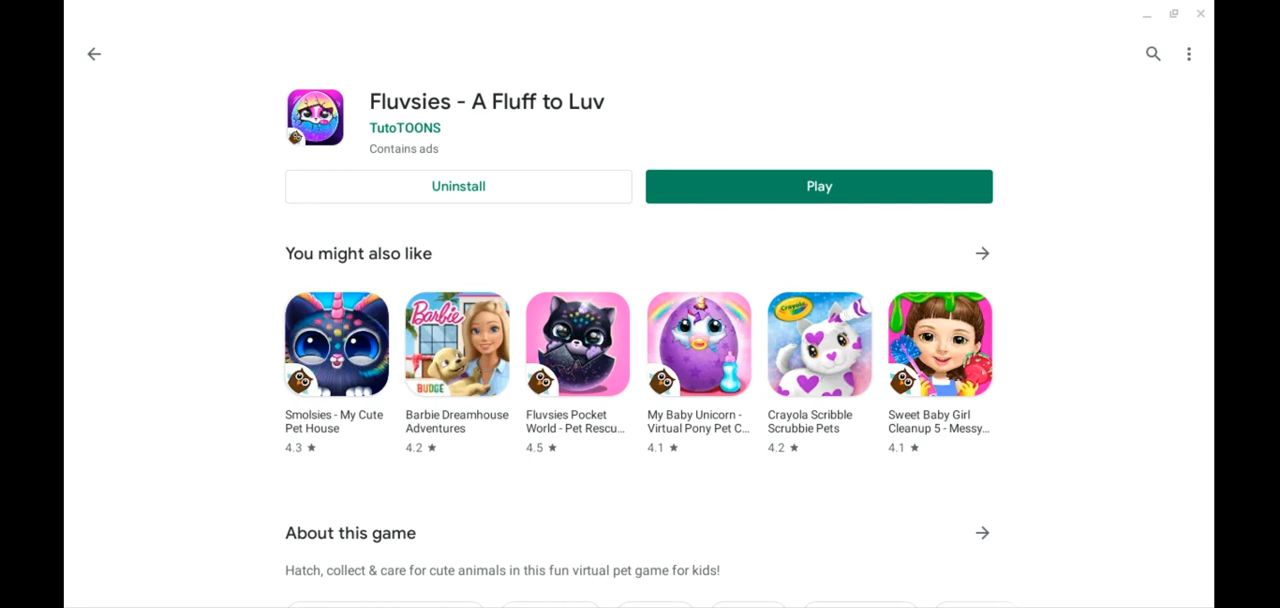 Fluvsies - A Fluff to Luv
TutoTOONS
Contains ads
Uninstall
Play
You might also like
Barbie
BUDGE
Crayola
Smolsies - My Cute
Pet House
4.3 ★
Barbie Dreamhouse
Adventures
4.2 ★
Fluvsies Pocket
World - Pet Rescu...
4.5 ★
My Baby Unicorn -
Virtual Pony Pet C...
4.1 ★
Crayola Scribble
Scrubbie Pets
4.2 ★
Sweet Baby Girl
Cleanup 5 - Messy...
4.1 ★
About this game
Hatch, collect & care for cute animals in this fun virtual pet game for kids!